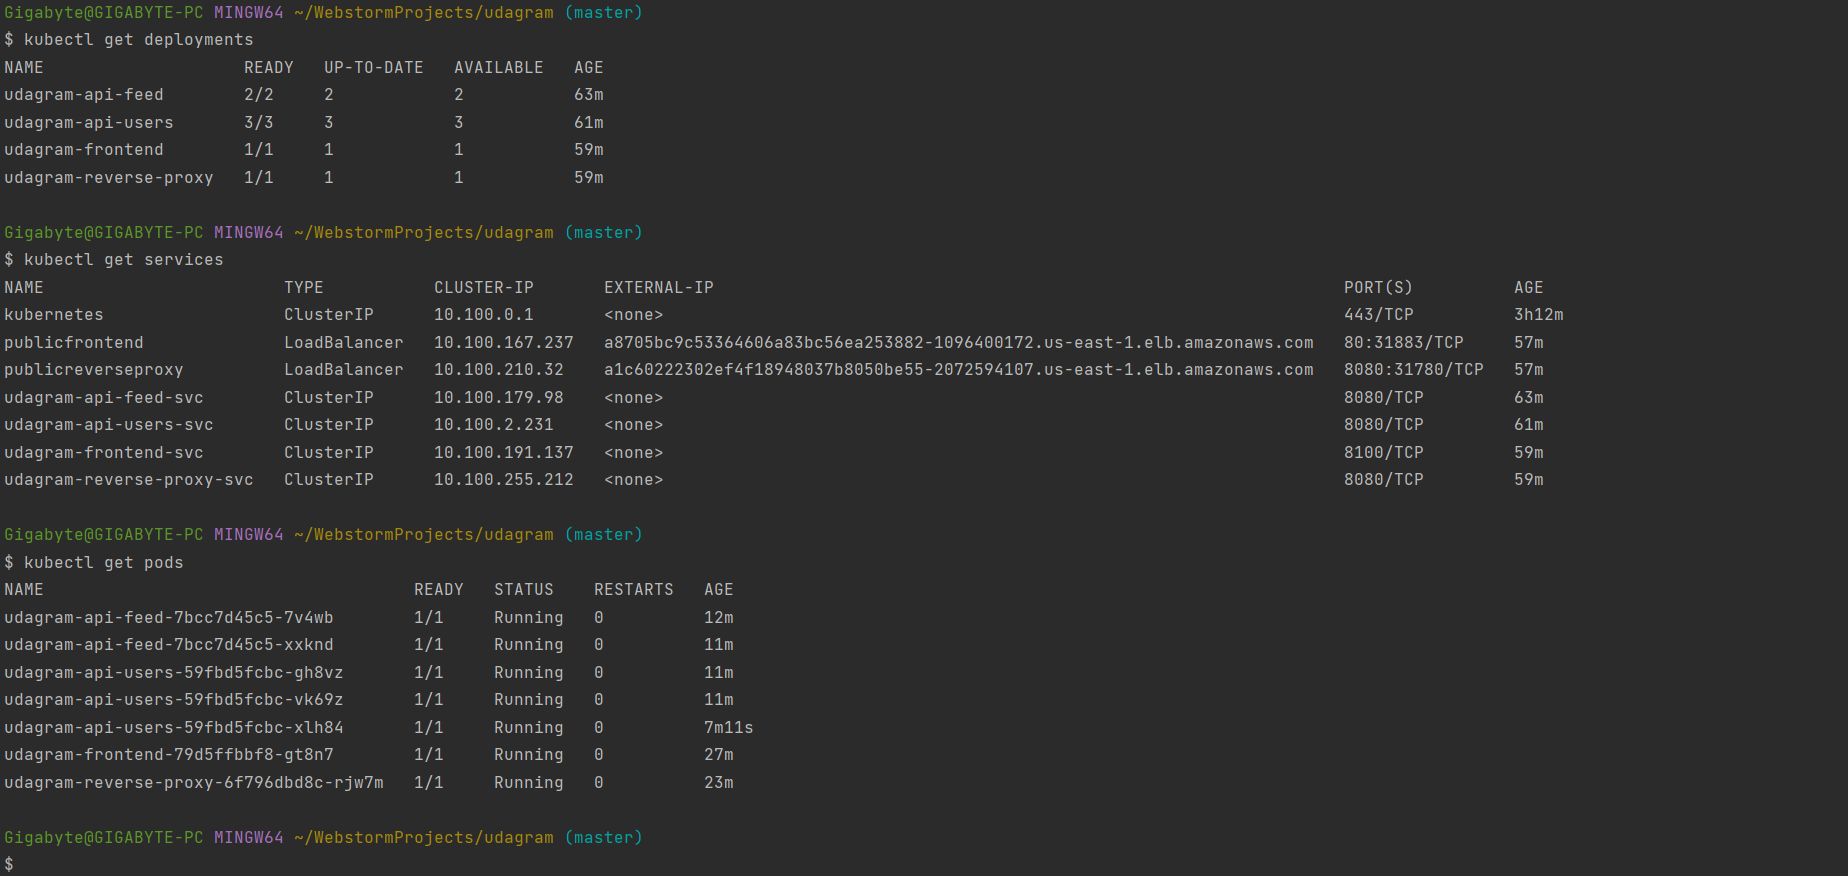 Gigabyte@GIGABYTE-PC MINGW64 ~/WebstormProjects/udagram (master)
$ kubectl get deployments
NAME                    READY   UP-TO-DATE   AVAILABLE   AGE
udagram-api-feed        2/2     2            2           63m
udagram-api-users       3/3     3            3           61m
udagram-frontend        1/1     1            1           59m
udagram-reverse-proxy   1/1     1            1           59m
Gigabyte@GIGABYTE-PC MINGW64 ~/WebstormProjects/udagram (master)
$ kubectl get services
NAME                        TYPE           CLUSTER-IP       EXTERNAL-IP                                                               PORT(S)          AGE
kubernetes                  ClusterIP      10.100.0.1       <none>                                                                    443/TCP          3h12m
publicfrontend              LoadBalancer   10.100.167.237   a8705bc9c53364606a83bc56ea253882-1096400172.us-east-1.elb.amazonaws.com   80:31883/TCP     57m
publicreverseproxy          LoadBalancer   10.100.210.32    a1c60222302ef4f18948037b8050be55-2072594107.us-east-1.elb.amazonaws.com   8080:31780/TCP   57m
udagram-api-feed-svc        ClusterIP      10.100.179.98    <none>                                                                    8080/TCP         63m
udagram-api-users-svc       ClusterIP      10.100.2.231     <none>                                                                    8080/TCP         61m
udagram-frontend-svc        ClusterIP      10.100.191.137   <none>                                                                    8100/TCP         59m
udagram-reverse-proxy-svc   ClusterIP      10.100.255.212   <none>                                                                    8080/TCP         59m
Gigabyte@GIGABYTE-PC MINGW64 ~/WebstormProjects/udagram (master)
$ kubectl get pods
NAME                                     READY   STATUS    RESTARTS   AGE
udagram-api-feed-7bcc7d45c5-7v4wb        1/1     Running   0          12m
udagram-api-feed-7bcc7d45c5-xxknd        1/1     Running   0          11m
udagram-api-users-59fbd5fcbc-gh8vz       1/1     Running   0          11m
udagram-api-users-59fbd5fcbc-vk69z       1/1     Running   0          11m
udagram-api-users-59fbd5fcbc-xlh84       1/1     Running   0          7m11s
udagram-frontend-79d5ffbbf8-gt8n7        1/1     Running   0          27m
udagram-reverse-proxy-6f796dbd8c-rjw7m   1/1     Running   0          23m
Gigabyte@GIGABYTE-PC MINGW64 ~/WebstormProjects/udagram (master)
$